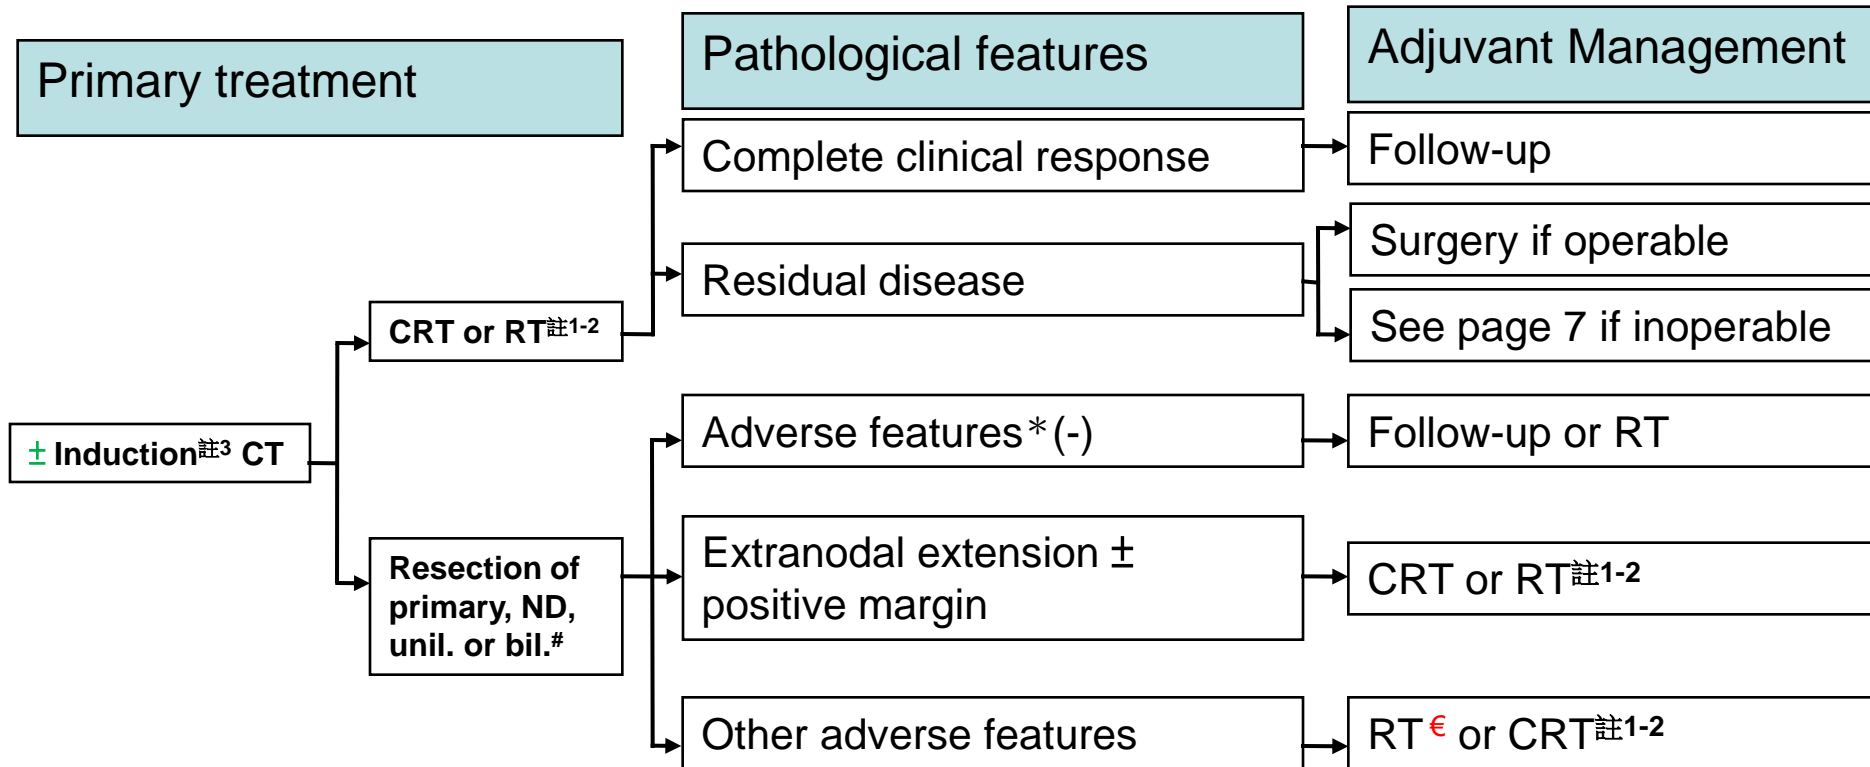 Primary treatment
Pathological features
Adjuvant Management
Complete clinical response
Follow-up
Residual disease
Surgery if operable
See page 7 if inoperable
CRT or RT註1-2
± Induction註3 CT
Adverse features*(-)
Follow-up or RT
Resection of
primary, ND,
unil. or bil.#
Extranodal extension ±
positive margin
CRT or RT註1-2
Other adverse features
RT € or CRT註1-2